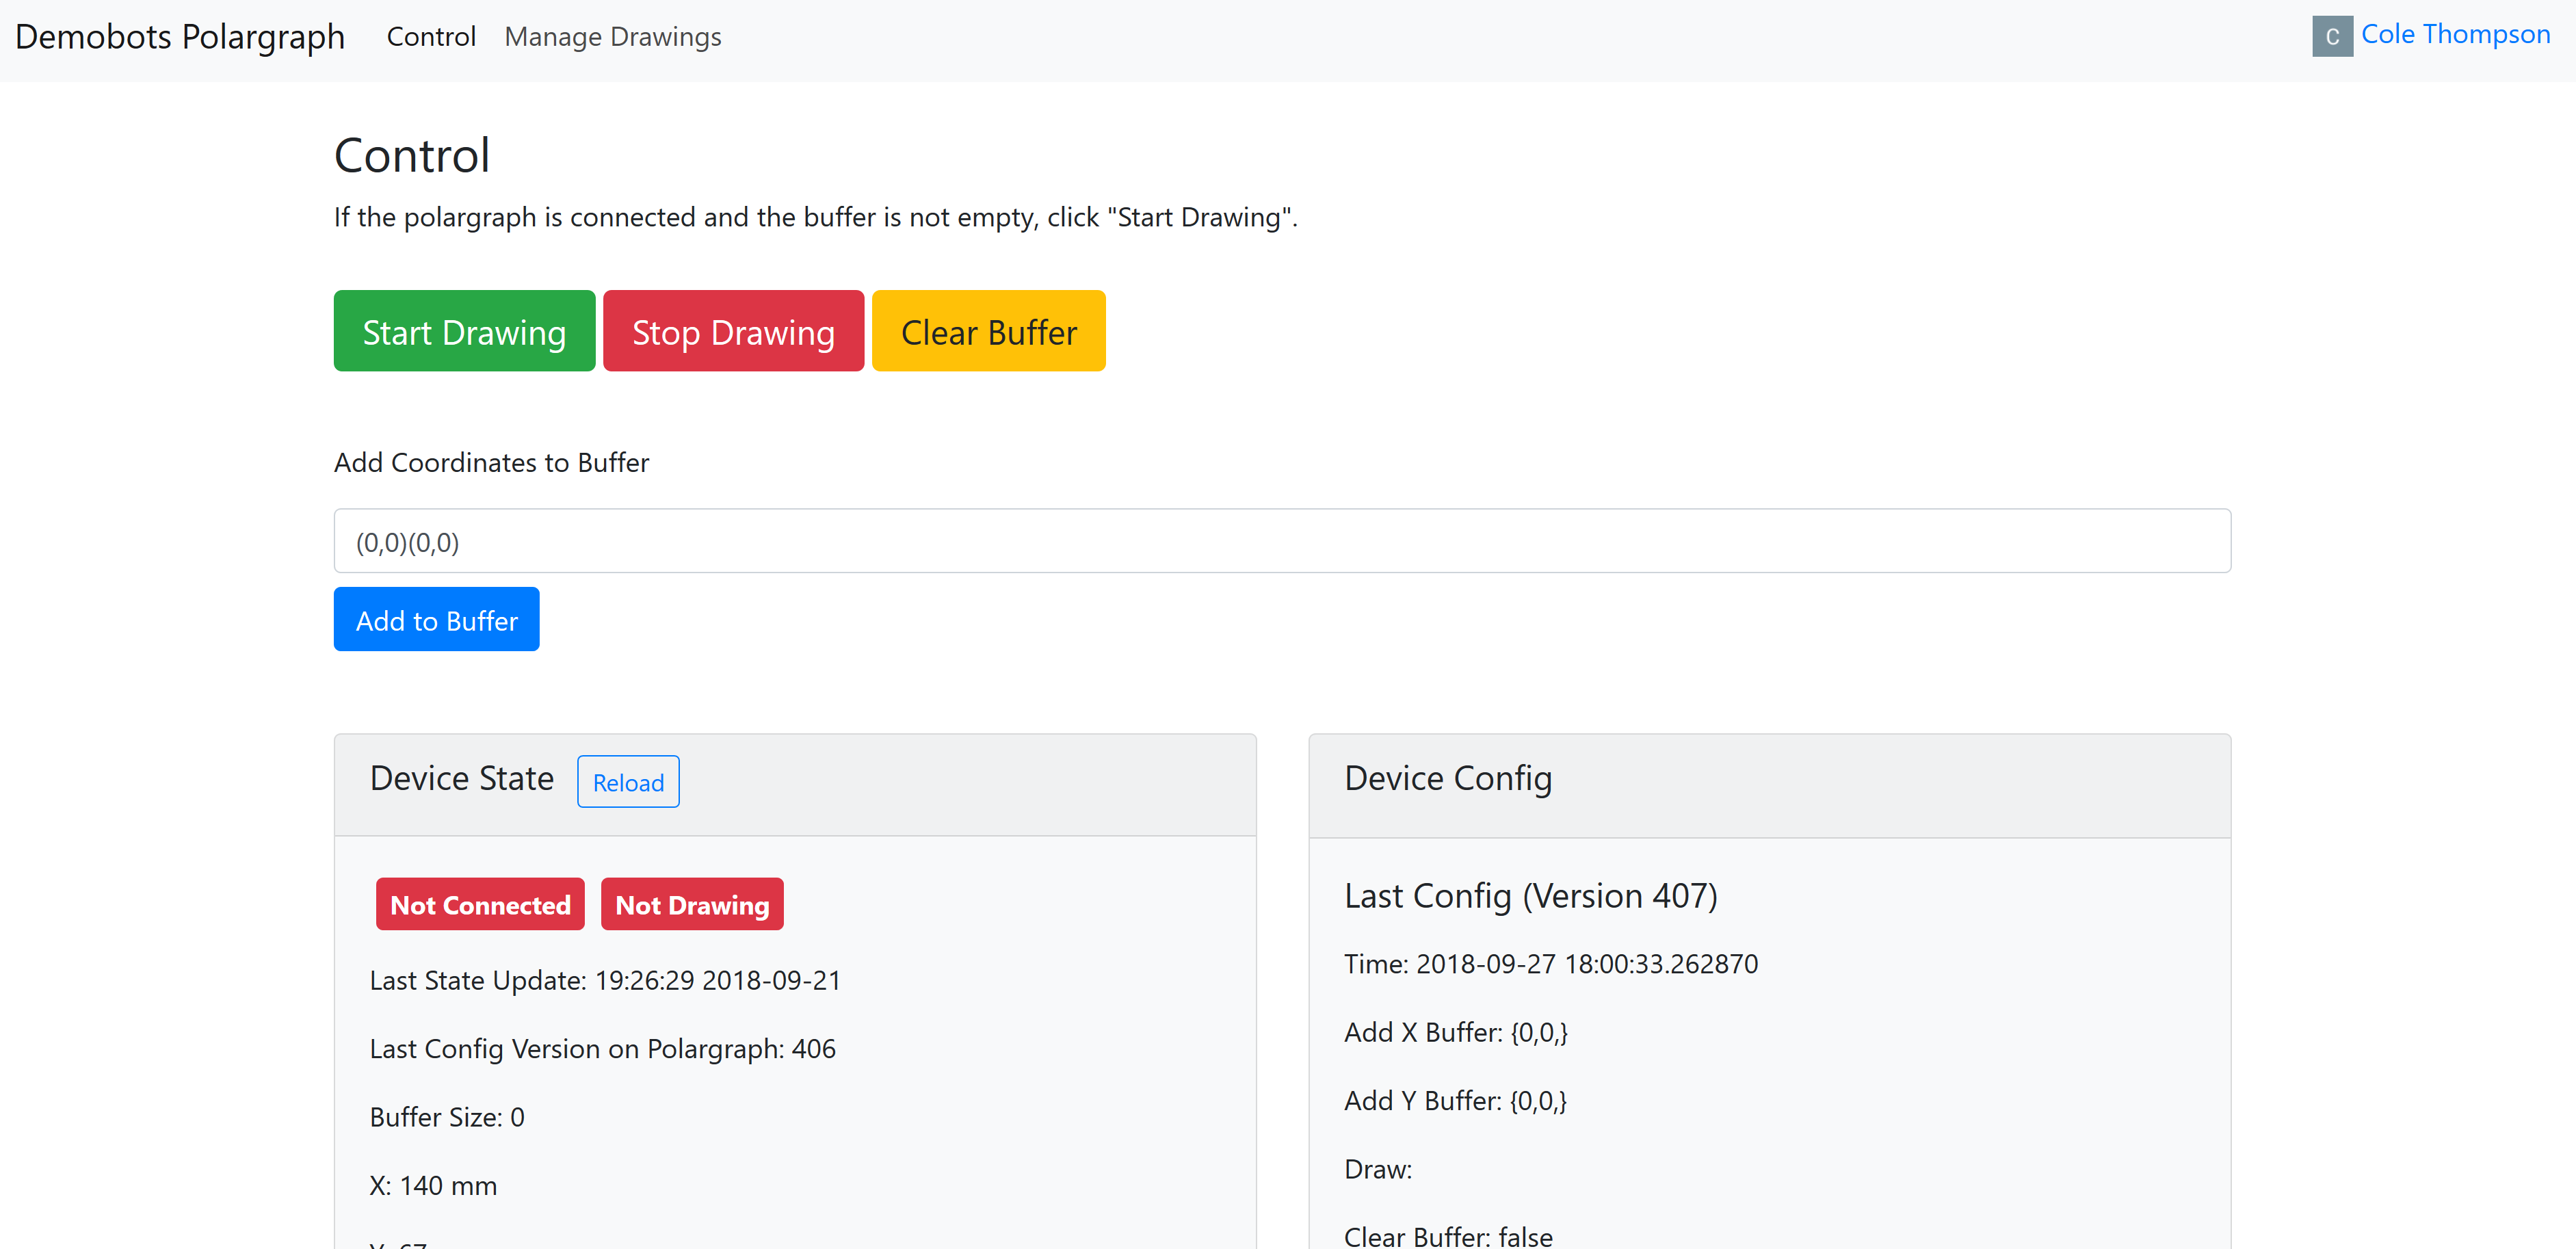 Demobots Polargraph Control Manage Drawings C Cole Thompson
Control
If the polargraph is connected and the buffer is not empty, click "Start Drawing".
Start Drawing Stop Drawing Clear Buffer
Add Coordinates to Buffer
(0,0)(0,0)
Add to Buffer
Device State Reload
Not Connected Not Drawing
Last State Update: 19:26:29 2018-09-21
Last Config Version on Polargraph: 406
Buffer Size: 0
X: 140 mm
Device Config
Last Config (Version 407)
Time: 2018-09-27 18:00:33.262870
Add X Buffer: {0,0,}
Add Y Buffer: {0,0,}
Draw:
Clear Buffer: false